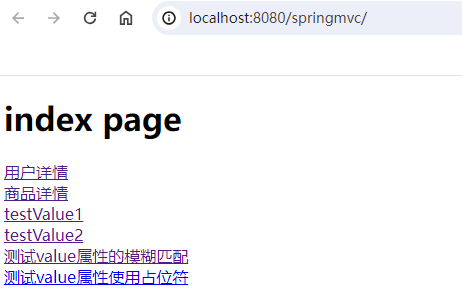 localhost:8080/springmvc/
index page
用户详情
商品详情
testValue1
testValue2
测试value属性的模糊匹配
测试value属性使用占位符